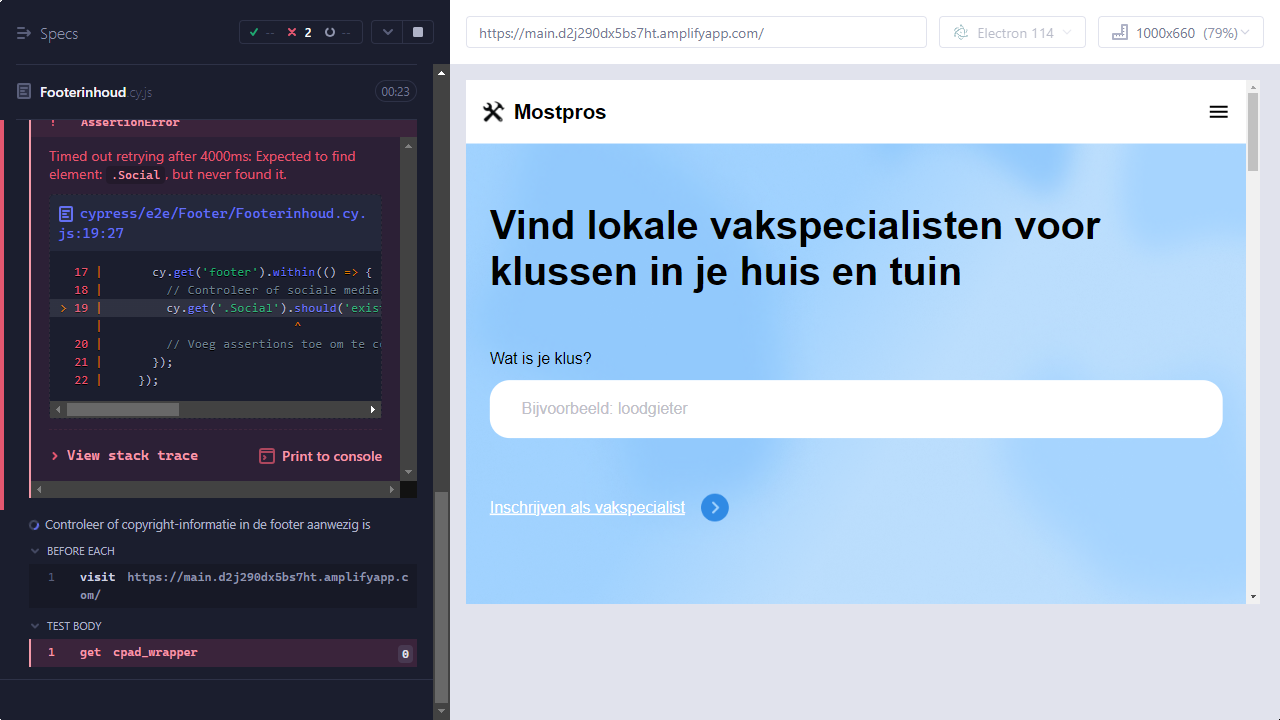 Specs
-- 2 --
Footerinhoud.cy.js 00:23
! AssertionError
Timed out retrying after 4000ms: Expected to find
element: .Social, but never found it.
cypress/e2e/Footer/Footerinhoud.cy.
js:19:27
17 | cy.get('footer').within(() => {
18 | // Controleer of sociale media
> 19 | cy.get('.Social').should('exis
| ^
20 | // Voeg assertions toe om te co
21 | });
22 | });
> View stack trace
Print to console
Controleer of copyright-informatie in de footer aanwezig is
BEFORE EACH
1 visit https://main.d2j290dx5bs7ht.amplifyapp.c
om/
TEST BODY
1 get cpad_wrapper 0
https://main.d2j290dx5bs7ht.amplifyapp.com/
Electron 114
1000x660 (79%)
Mostpros
Vind lokale vakspecialisten voor
klussen in je huis en tuin
Wat is je klus?
Bijvoorbeeld: loodgieter
Inschrijven als vakspecialist